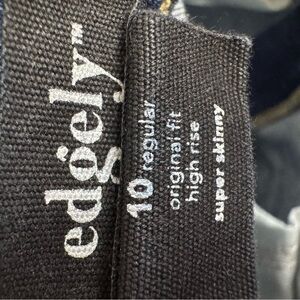 edgely™
10 regular
original fit
high rise
super skinny